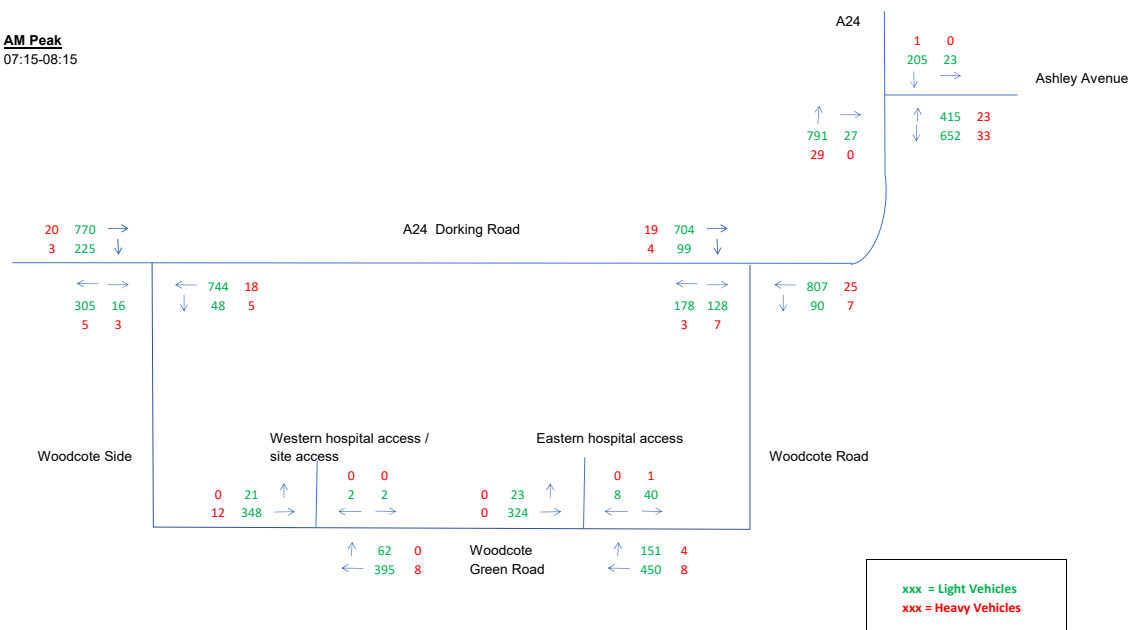 A24
AM Peak
07:15-08:15
1 0
205 23
Ashley Avenue
415 23
791 27
652 33
29 0
20 770
A24 Dorking Road
19 704
3 225
4 99
744 18
807 25
305 16
48 5
178 128
90 7
5 3
3 7
Western hospital access /
site access
Eastern hospital access
Woodcote Side
Woodcote Road
0 0
0 1
0 21
2 2
0 23
8 40
12 348
0 324
62 0
Woodcote
151 4
395 8
Green Road
450 8
xxx = Light Vehicles
xxx = Heavy Vehicles